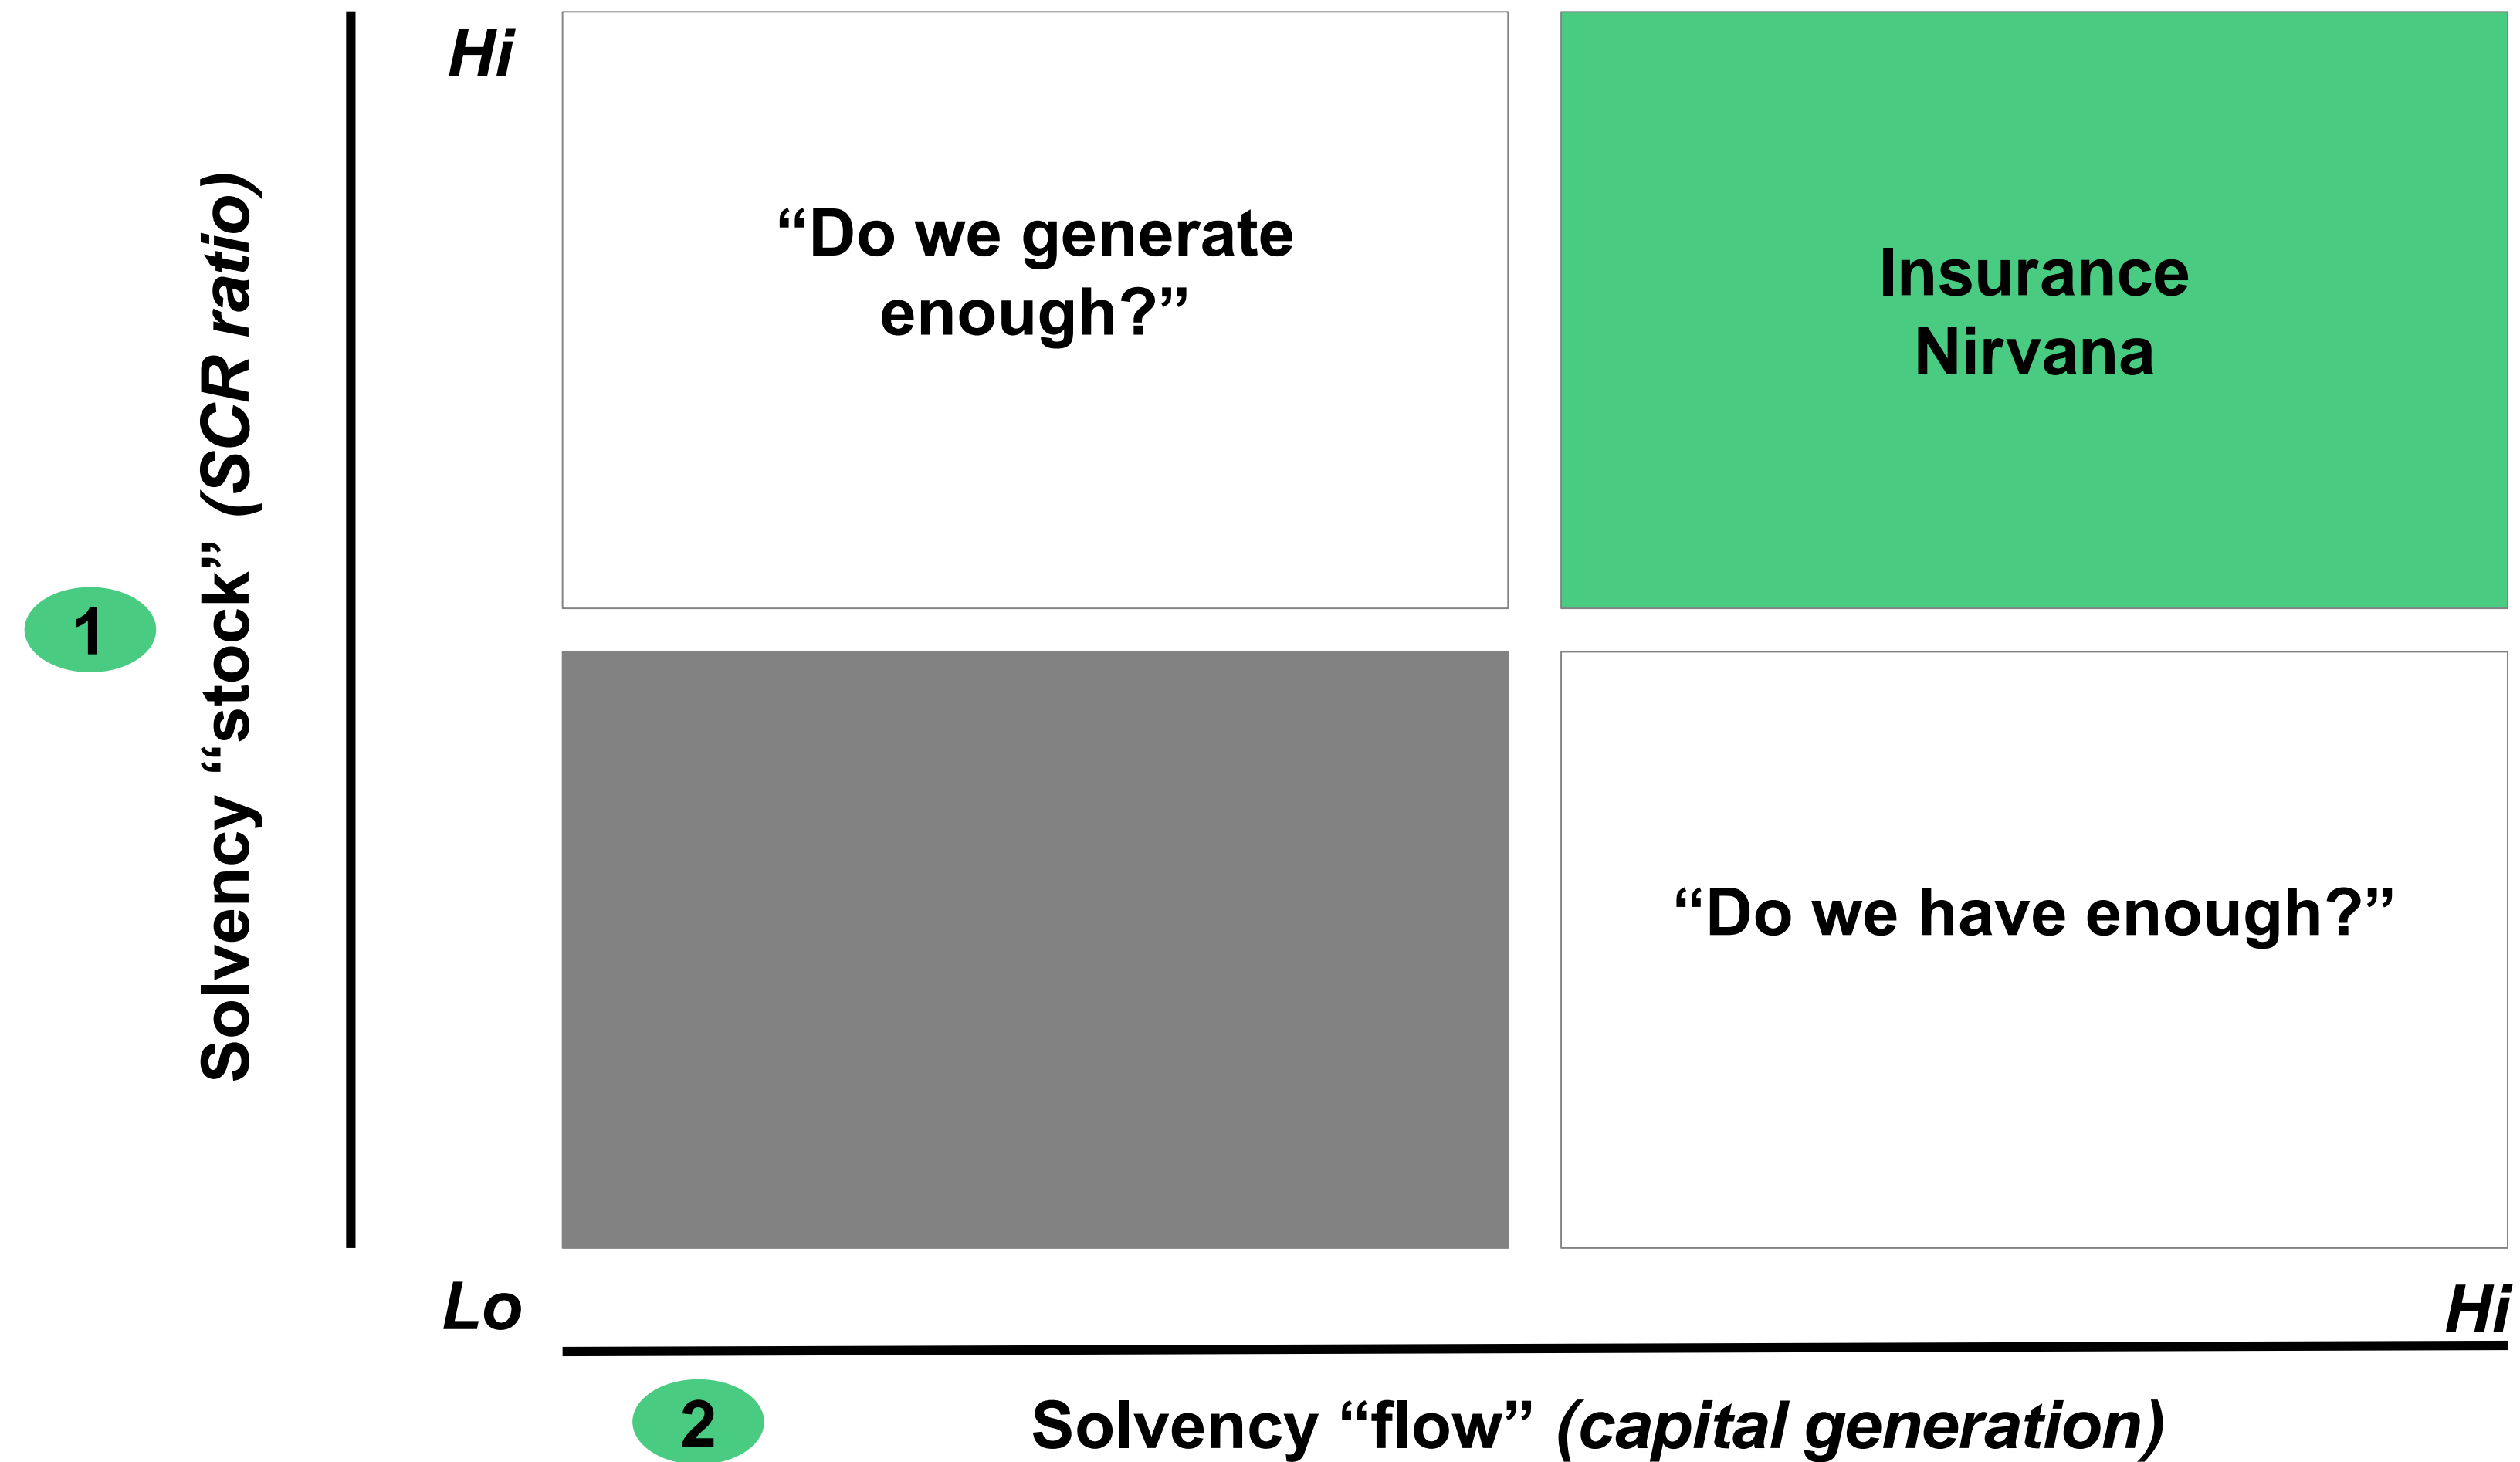 Hi
“Do we generate
enough?”
Insurance
Nirvana
1
Solvency “stock” (SCR ratio)
“Do we have enough?”
Lo
Hi
2
Solvency “flow” (capital generation)